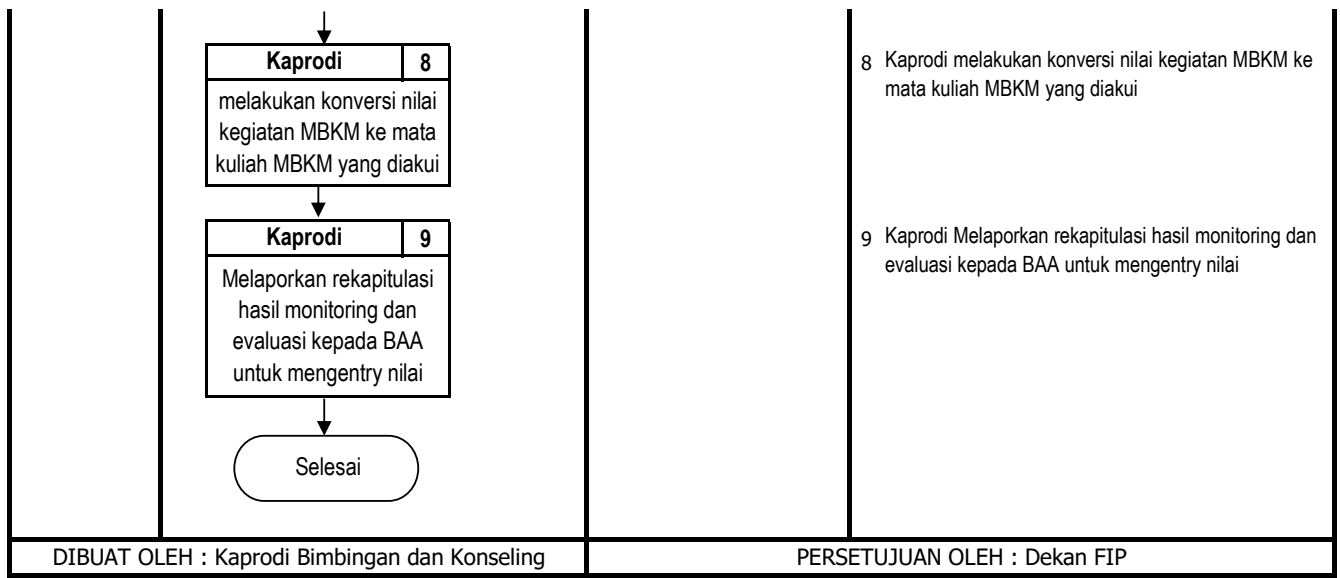 Kaprodi 8
melakukan konversi nilai
kegiatan MBKM ke mata
kuliah MBKM yang diakui
Kaprodi 9
Melaporkan rekapitulasi
hasil monitoring dan
evaluasi kepada BAA
untuk mengentry nilai
Selesai
8 Kaprodi melakukan konversi nilai kegiatan MBKM ke
mata kuliah MBKM yang diakui
9 Kaprodi Melaporkan rekapitulasi hasil monitoring dan
evaluasi kepada BAA untuk mengentry nilai
DIBUAT OLEH : Kaprodi Bimbingan dan Konseling
PERSETUJUAN OLEH : Dekan FIP